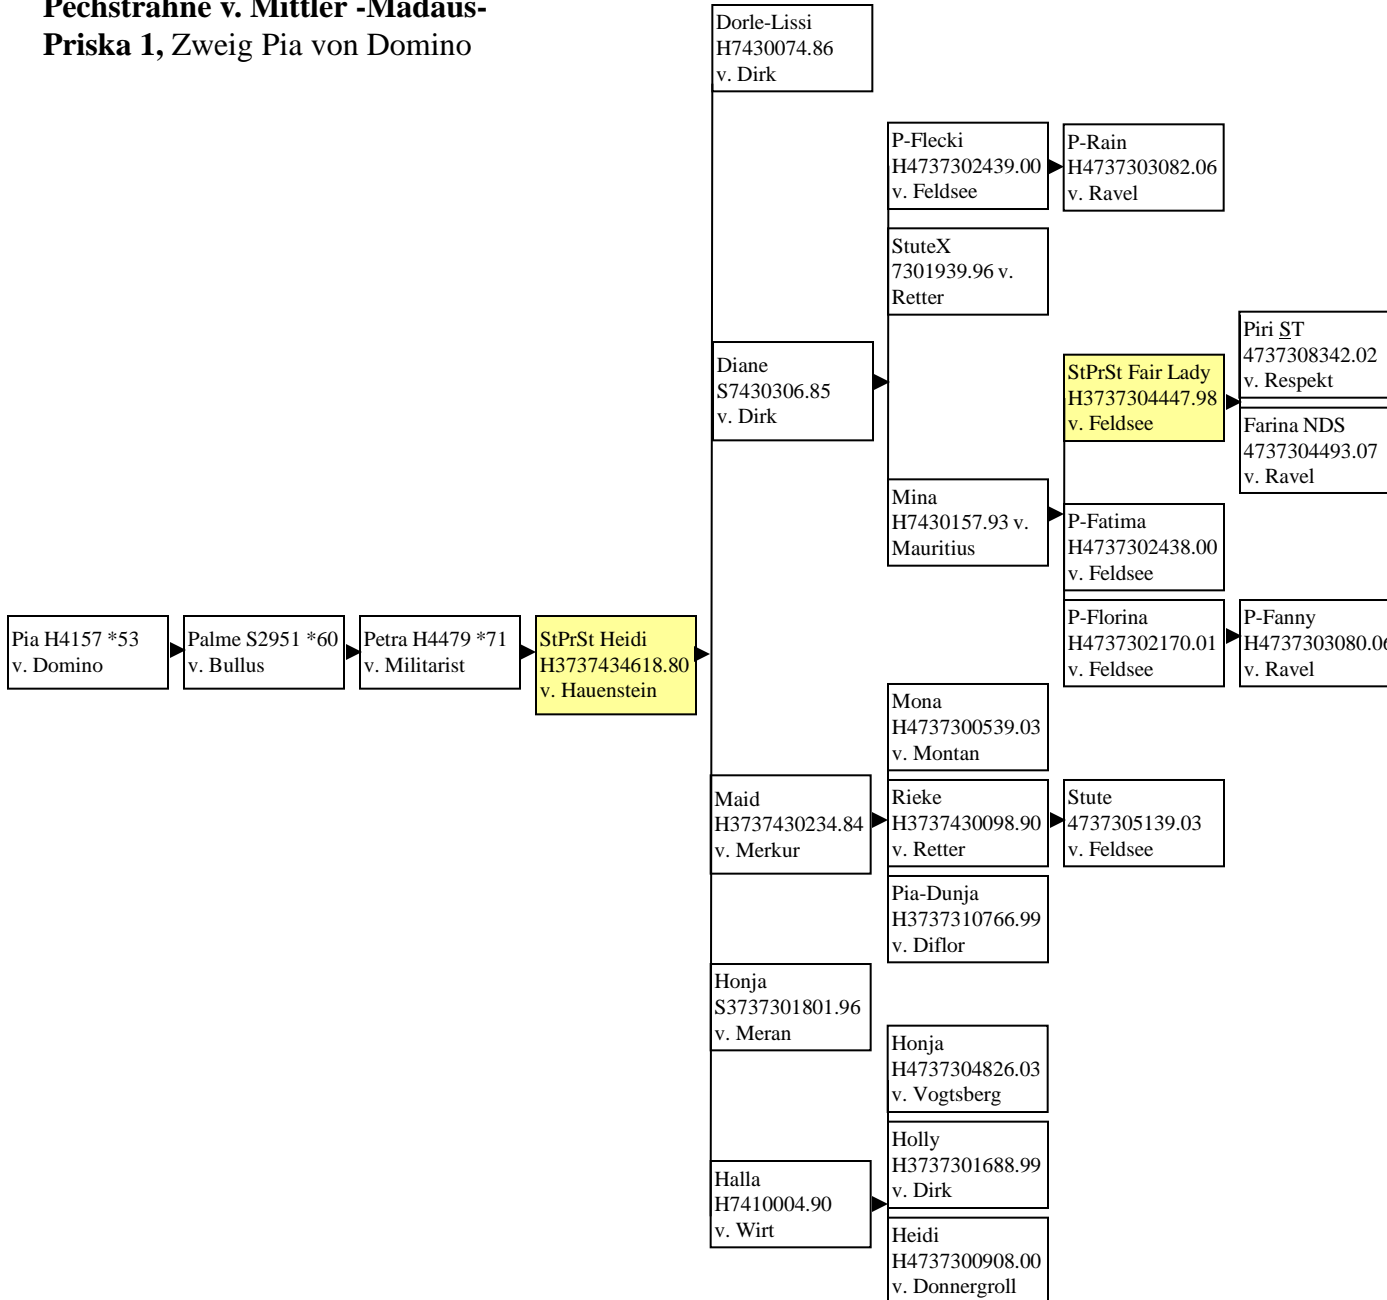 Pechsträhne v. Mittler -Madaus-
Priska 1, Zweig Pia von Domino
Dorle-Lissi
H7430074.86
v. Dirk
P-Flecki
H4737302439.00
v. Feldsee
P-Rain
H4737303082.06
v. Ravel
StuteX
7301939.96 v.
Retter
Piri ST
4737308342.02
v. Respekt
Diane
S7430306.85
v. Dirk
StPrSt Fair Lady
H3737304447.98
v. Feldsee
Farina NDS
4737304493.07
v. Ravel
Mina
H7430157.93 v.
Mauritius
P-Fatima
H4737302438.00
v. Feldsee
Pia H4157 *53
v. Domino
Palme S2951 *60
v. Bullus
Petra H4479 *71
v. Militarist
StPrSt Heidi
H3737434618.80
v. Hauenstein
P-Florina
H4737302170.01
v. Feldsee
P-Fanny
H4737303080.06
v. Ravel
Mona
H4737300539.03
v. Montan
Maid
H3737430234.84
v. Merkur
Rieke
H3737430098.90
v. Retter
Stute
4737305139.03
v. Feldsee
Pia-Dunja
H3737310766.99
v. Diflor
Honja
S3737301801.96
v. Meran
Honja
H4737304826.03
v. Vogtsberg
Holly
H3737301688.99
v. Dirk
Halla
H7410004.90
v. Wirt
Heidi
H4737300908.00
v. Donnergroll